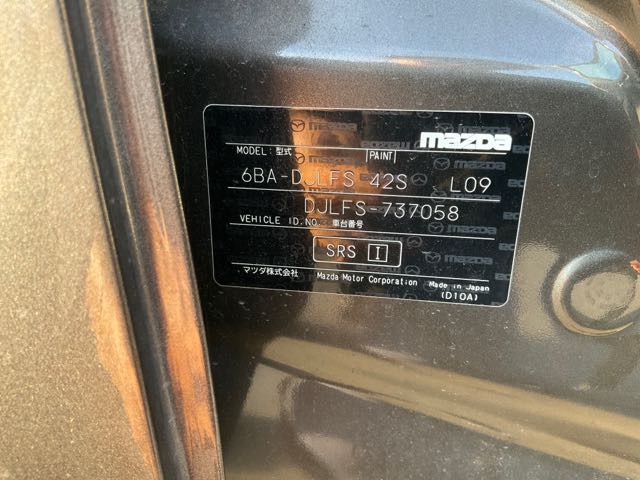 mazda
MODEL:型式 PAINT
6BA-DJLFS 42S L09
DJLFS-737058
VEHICLE ID.NO. 車台番号
SRS I
マツダ株式会社 Mazda Motor Corporation Made in Japan
(D10A)